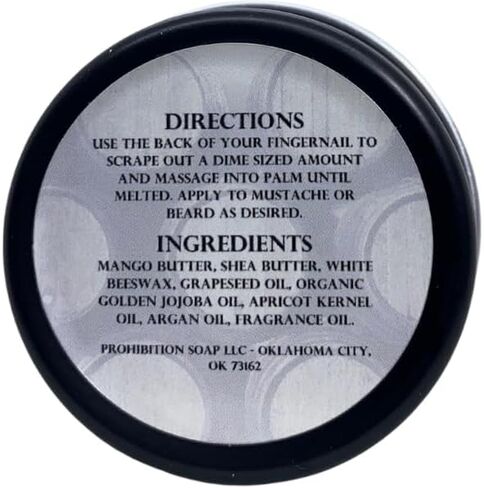 DIRECTIONS
USE THE BACK OF YOUR FINGERNAIL TO
SCRAPE OUT A DIME SIZED AMOUNT
AND MASSAGE INTO PALM UNTIL
MELTED. APPLY TO MUSTACHE OR
BEARD AS DESIRED.
INGREDIENTS
MANGO BUTTER, SHEA BUTTER, WHITE
BEESWAX, GRAPESEED OIL, ORGANIC
GOLDEN JOJOBA OIL, APRICOT KERNEL
OIL, ARGAN OIL, FRAGRANCE OIL.
PROHIBITION SOAP LLC - OKLAHOMA CITY,
OK 73162